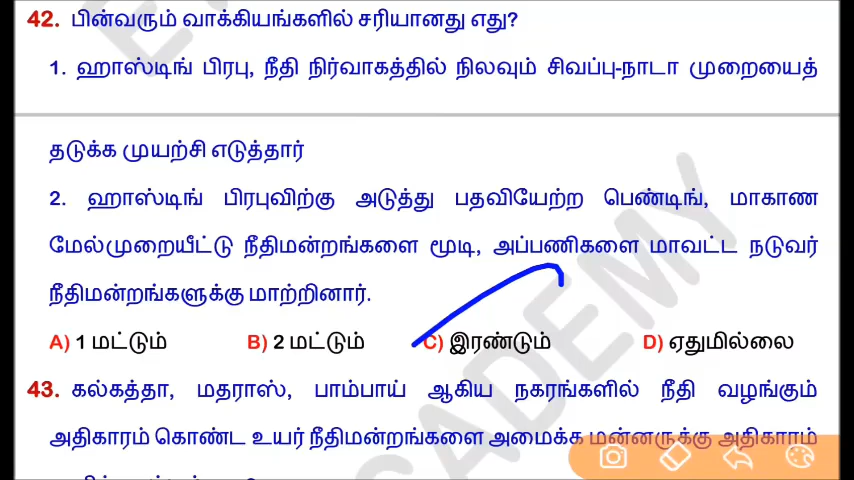 42. பின்வரும் வாக்கியங்களில் சரியானது எது?
1. ஹாஸ்டிங் பிரபு, நீதி நிர்வாகத்தில் நிலவும் சிவப்பு-நாடா முறையைத்
தடுக்க முயற்சி எடுத்தார்
2. ஹாஸ்டிங் பிரபுவிற்கு அடுத்து பதவியேற்ற பெண்டிங், மாகாண
மேல்முறையீட்டு நீதிமன்றங்களை மூடி, அப்பணிகளை மாவட்ட நடுவர்
நீதிமன்றங்களுக்கு மாற்றினார்.
A) 1 மட்டும் B) 2 மட்டும் C) இரண்டும் D) ஏதுமில்லை
43. கல்கத்தா, மதராஸ், பாம்பாய் ஆகிய நகரங்களில் நீதி வழங்கும்
அதிகாரம் கொண்ட உயர் நீதிமன்றங்களை அமைக்க மன்னருக்கு அதிகாரம்
ACADEMY